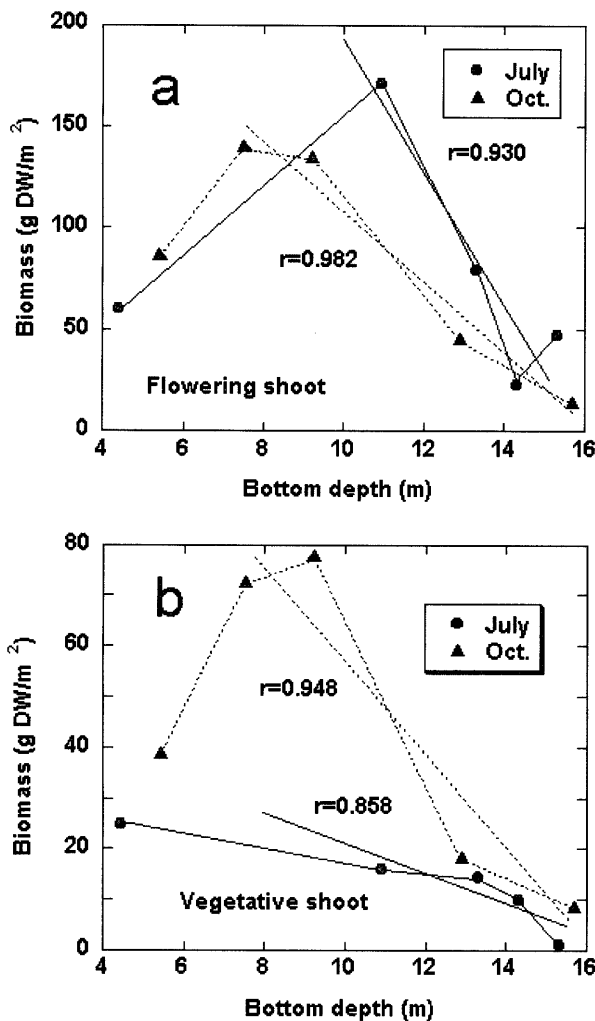 200
150
100
50
0
Biomass (g DW/m 2)
a
July
Oct.
r=0.930
r=0.982
Flowering shoot
4 6 8 10 12 14 16
Bottom depth (m)
80
60
40
20
0
Biomass (g DW/m 2)
b
July
Oct.
r=0.948
r=0.858
Vegetative shoot
4 6 8 10 12 14 16
Bottom depth (m)